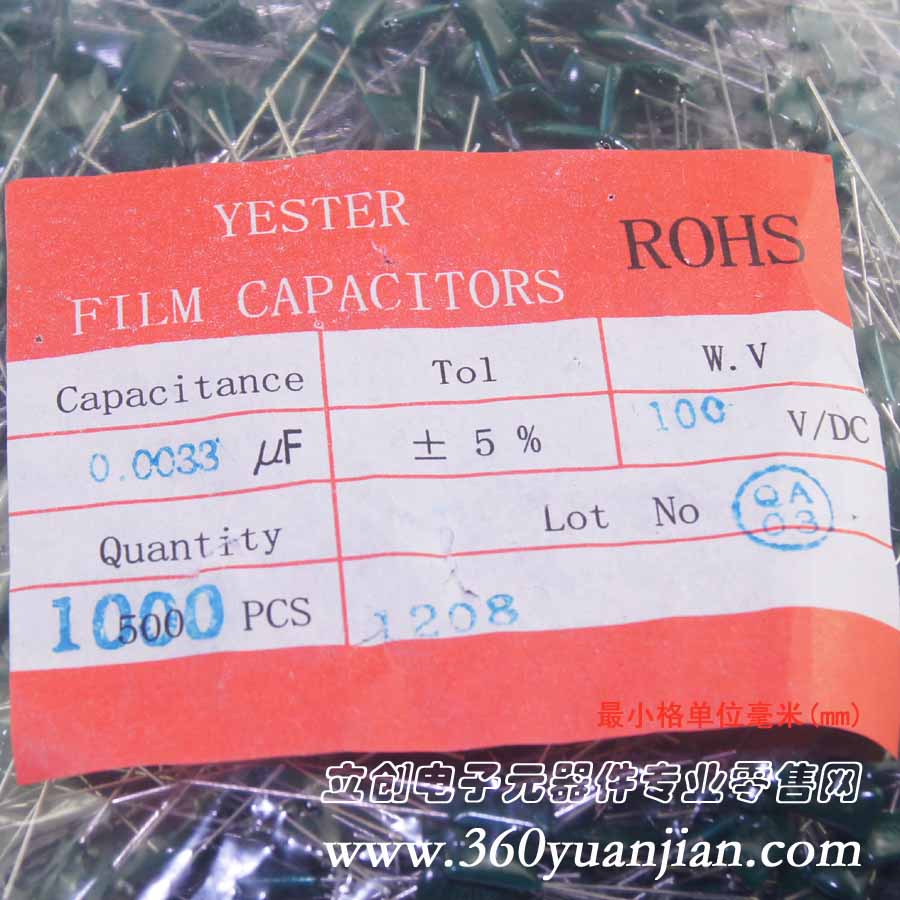 YESTER
ROHS
FILM CAPACITORS
Capacitance Tol W.V
0.0033 μF ± 5 % 100 V/DC
Quantity Lot No QA 03
1000 500 PCS 1208
最小格单位毫米(mm)
立创电子元器件专业零售网
www.360yuanjian.com